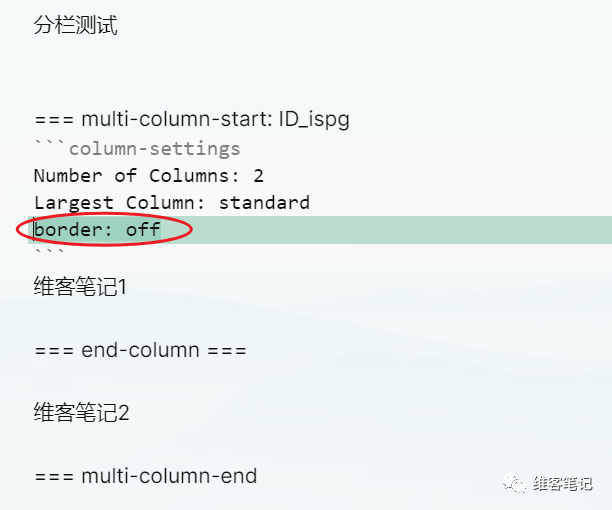 分栏测试
=== multi-column-start: ID_ispg
```column-settings
Number of Columns: 2
Largest Column: standard
border: off
```
维客笔记1
=== end-column ===
维客笔记2
=== multi-column-end
维客笔记